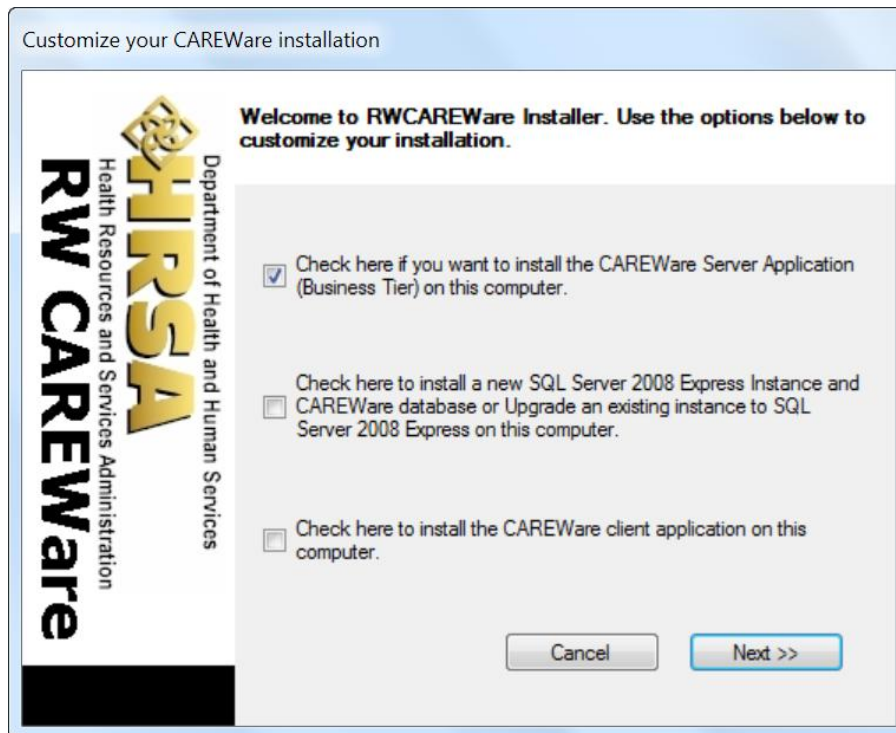 Customize your CAREWare installation
RW CAREWare
Health Resources and Services Administration
HRSA
Department of Health and Human Services
Welcome to RWCAREWare Installer. Use the options below to
customize your installation.
Check here if you want to install the CAREWare Server Application
(Business Tier) on this computer.
Check here to install a new SQL Server 2008 Express Instance and
CAREWare database or Upgrade an existing instance to SQL
Server 2008 Express on this computer.
Check here to install the CAREWare client application on this
computer.
Cancel
Next >>